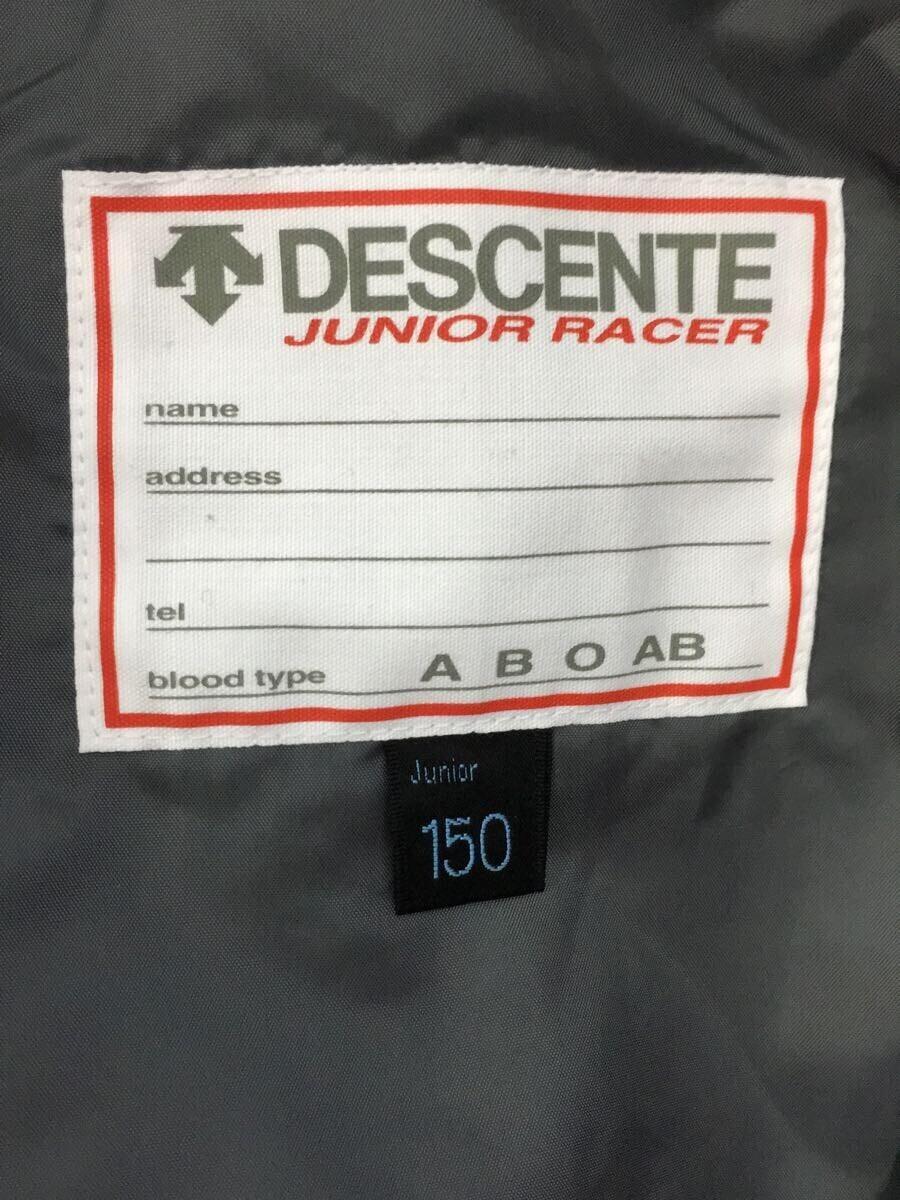 DESCENTE
JUNIOR RACER
name
address
tel
blood type A B O AB
Junior
150